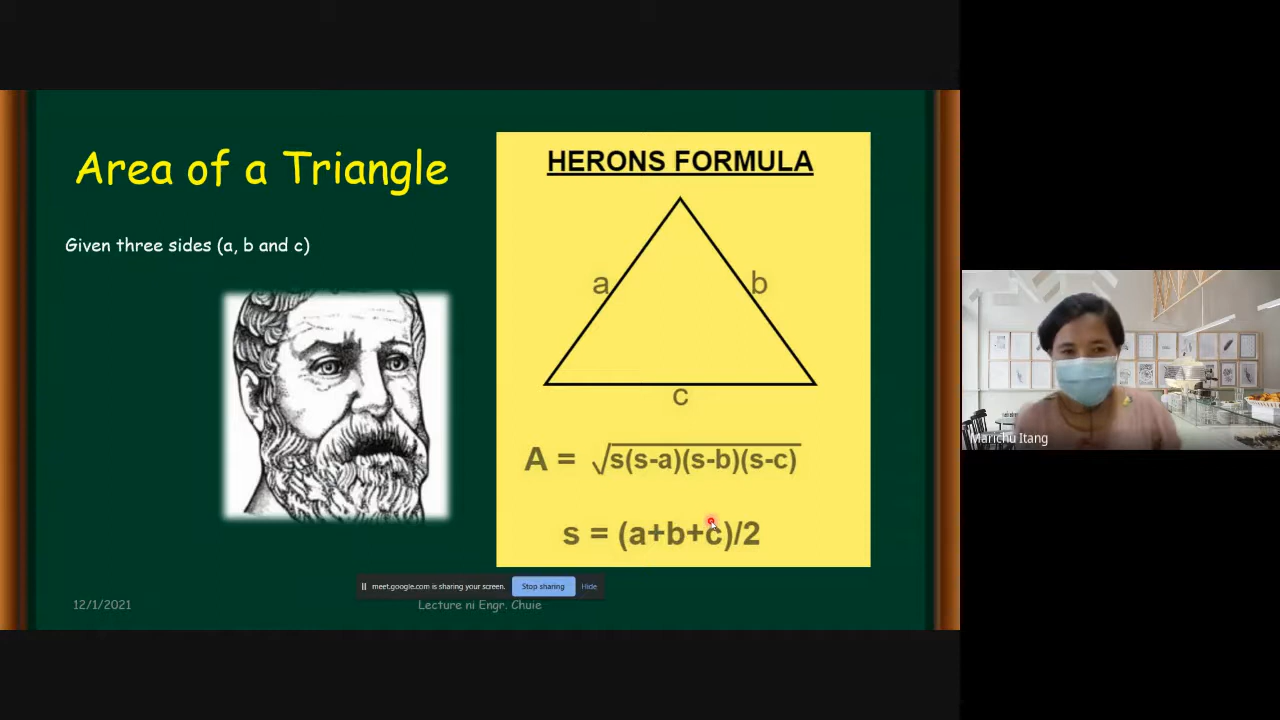 Area of a Triangle
Given three sides (a, b and c)
HERONS FORMULA
a
b
c
A = √s(s-a)(s-b)(s-c)
s = (a+b+c)/2
meet.google.com is sharing your screen. Stop sharing Hide
12/1/2021
Lecture ni Engr. Chuie
Marichu Itang